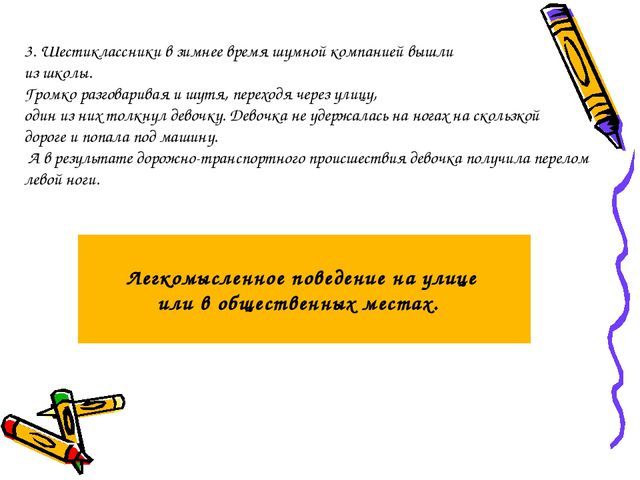 3. Шестиклассники в зимнее время шумной компанией вышли
из школы.
Громко разговаривая и шутя, переходя через улицу,
один из них толкнул девочку. Девочка не удержалась на ногах на скользкой
дороге и попала под машину.
А в результате дорожно-транспортного происшествия девочка получила перелом
левой ноги.
Легкомысленное поведение на улице
или в общественных местах.